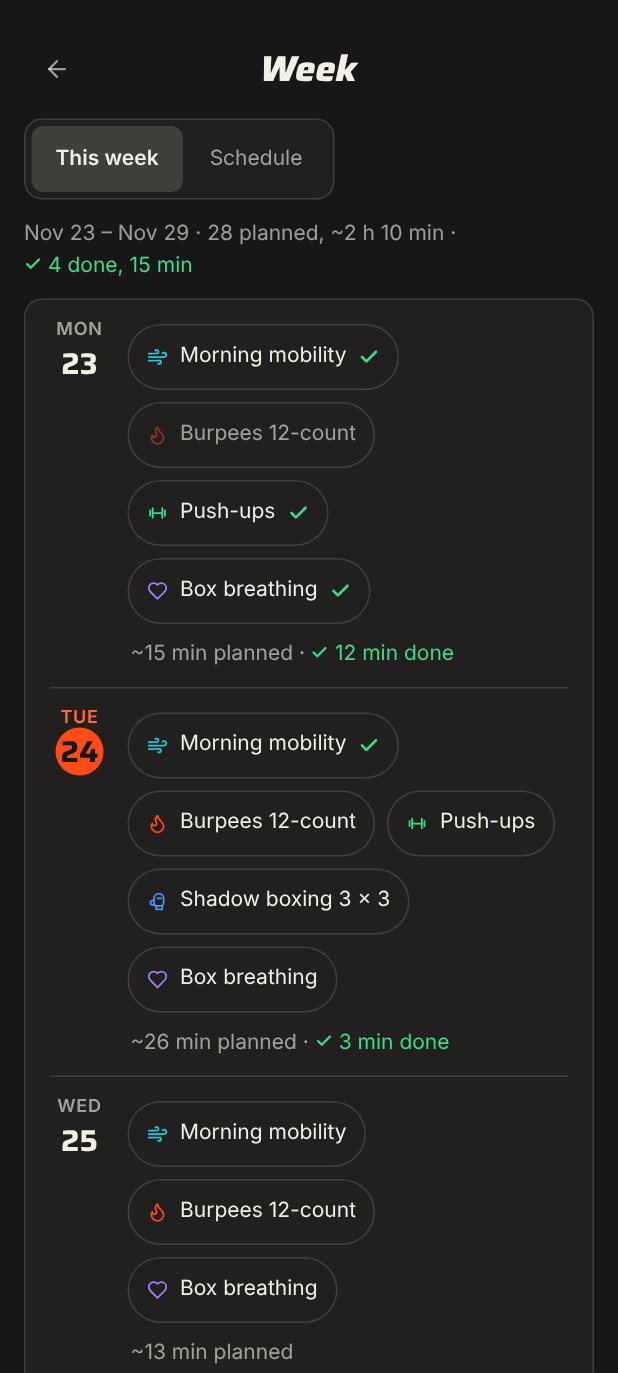 Week
This week
Schedule
Nov 23 – Nov 29 · 28 planned, ~2 h 10 min ·
✓ 4 done, 15 min
MON
23
Morning mobility ✓
Burpees 12-count
Push-ups ✓
Box breathing ✓
~15 min planned · ✓ 12 min done
TUE
24
Morning mobility ✓
Burpees 12-count
Push-ups
Shadow boxing 3 × 3
Box breathing
~26 min planned · ✓ 3 min done
WED
25
Morning mobility
Burpees 12-count
Box breathing
~13 min planned